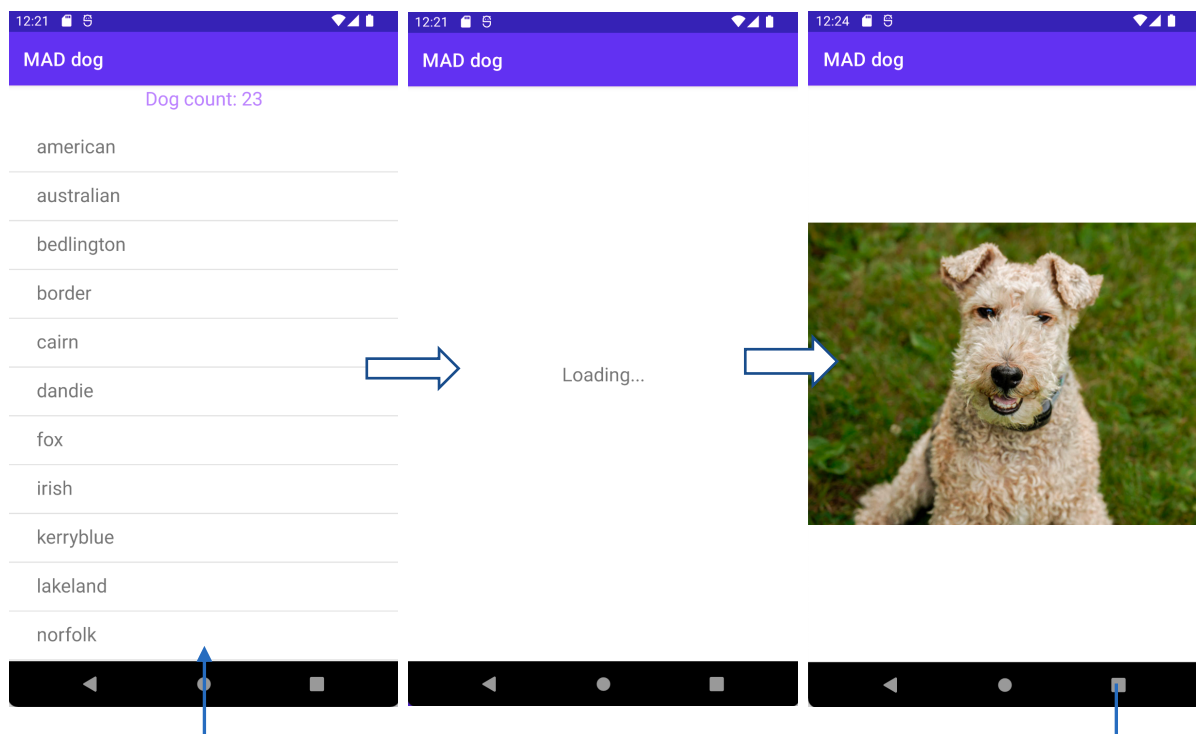 12:21
MAD dog
Dog count: 23
american
australian
bedlington
border
cairn
dandie
fox
irish
kerryblue
lakeland
norfolk
12:21
MAD dog
Loading...
12:24
MAD dog